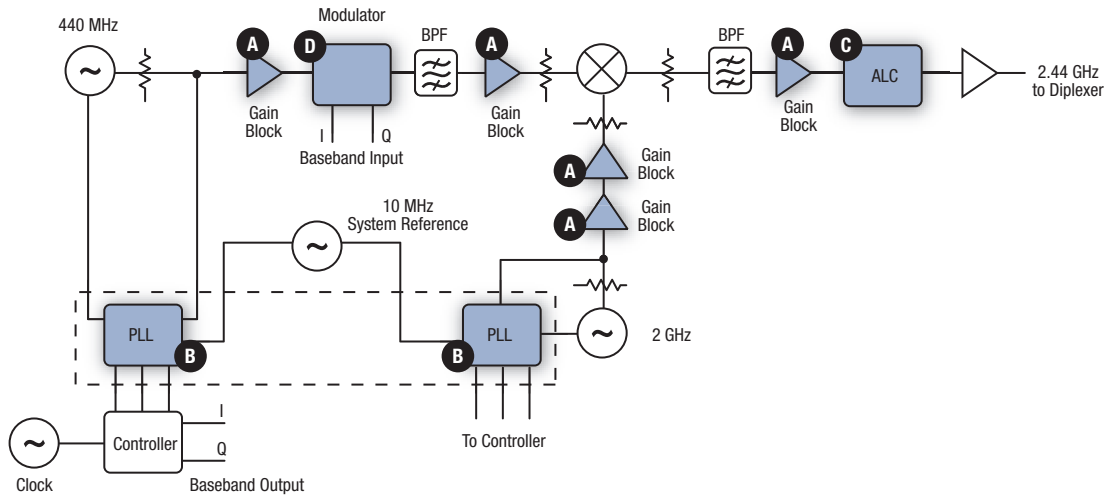 440 MHz
A
Gain
Block
Modulator
D
I
Q
Baseband Input
BPF
A
Gain
Block
BPF
A
Gain
Block
C
ALC
2.44 GHz
to Diplexer
A
Gain
Block
A
Gain
Block
10 MHz
System Reference
PLL
B
PLL
B
2 GHz
Controller
I
Q
Clock
Baseband Output
To Controller